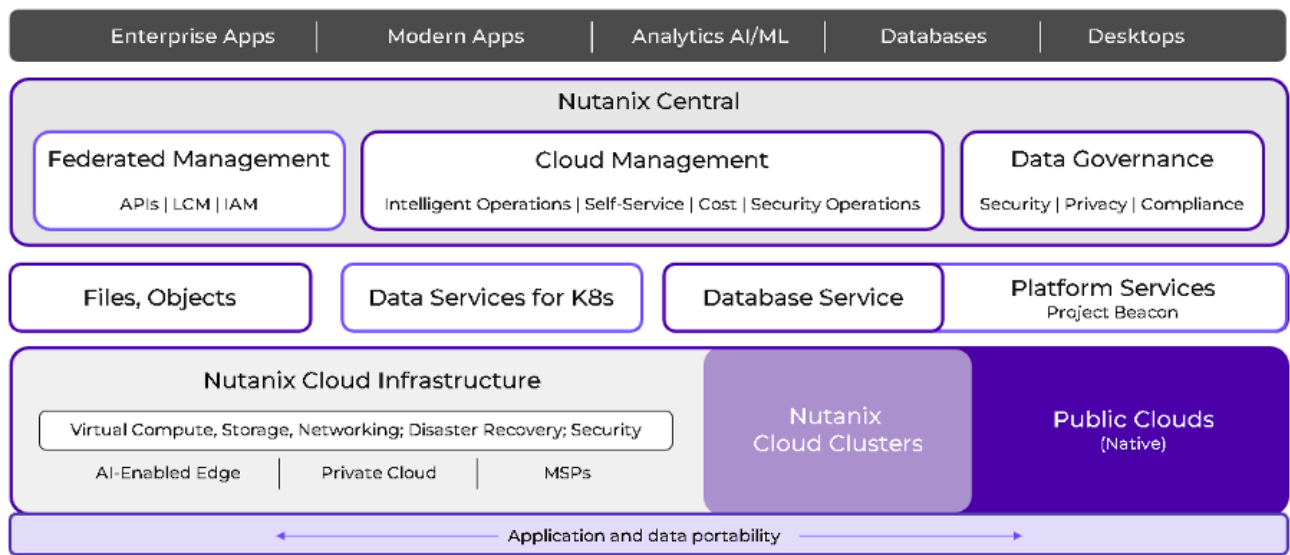 Enterprise Apps | Modern Apps | Analytics AI/ML | Databases | Desktops
Nutanix Central
Federated Management
APIs | LCM | IAM
Cloud Management
Intelligent Operations | Self-Service | Cost | Security Operations
Data Governance
Security | Privacy | Compliance
Files, Objects
Data Services for K8s
Database Service
Platform Services
Project Beacon
Nutanix Cloud Infrastructure
Virtual Compute, Storage, Networking; Disaster Recovery; Security
AI-Enabled Edge | Private Cloud | MSPs
Nutanix
Cloud Clusters
Public Clouds
(Native)
Application and data portability